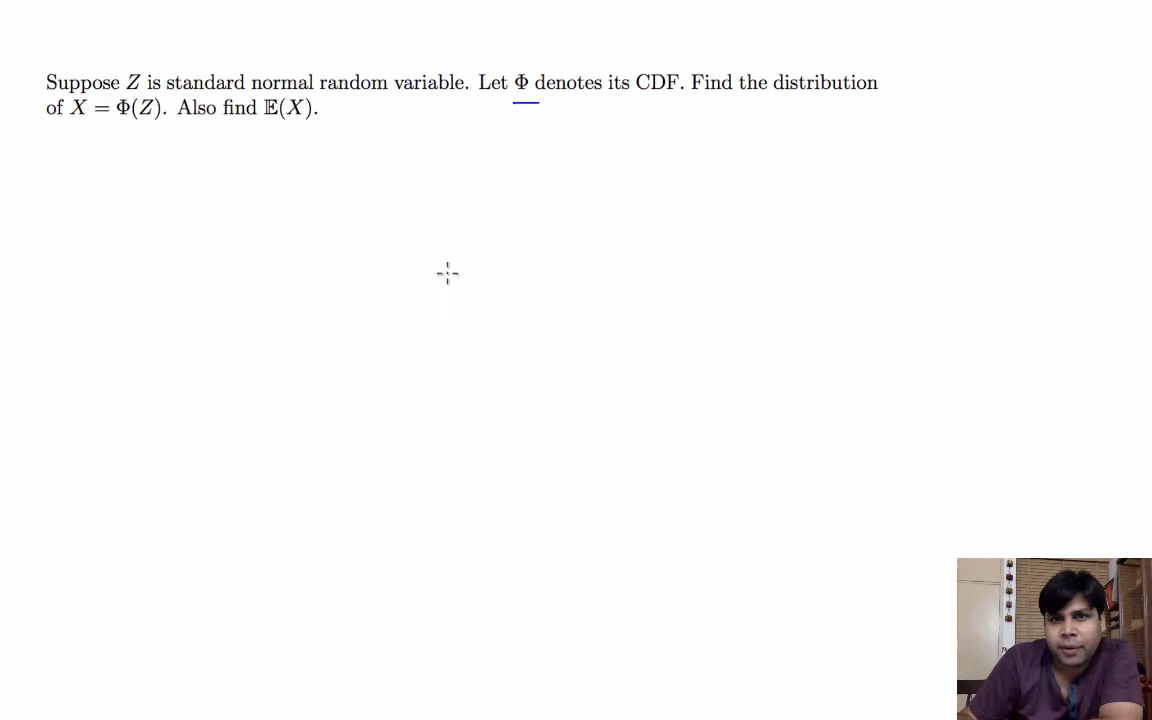 Suppose Z is standard normal random variable. Let Φ denotes its CDF. Find the distribution
of X = Φ(Z). Also find 𝔼(X).